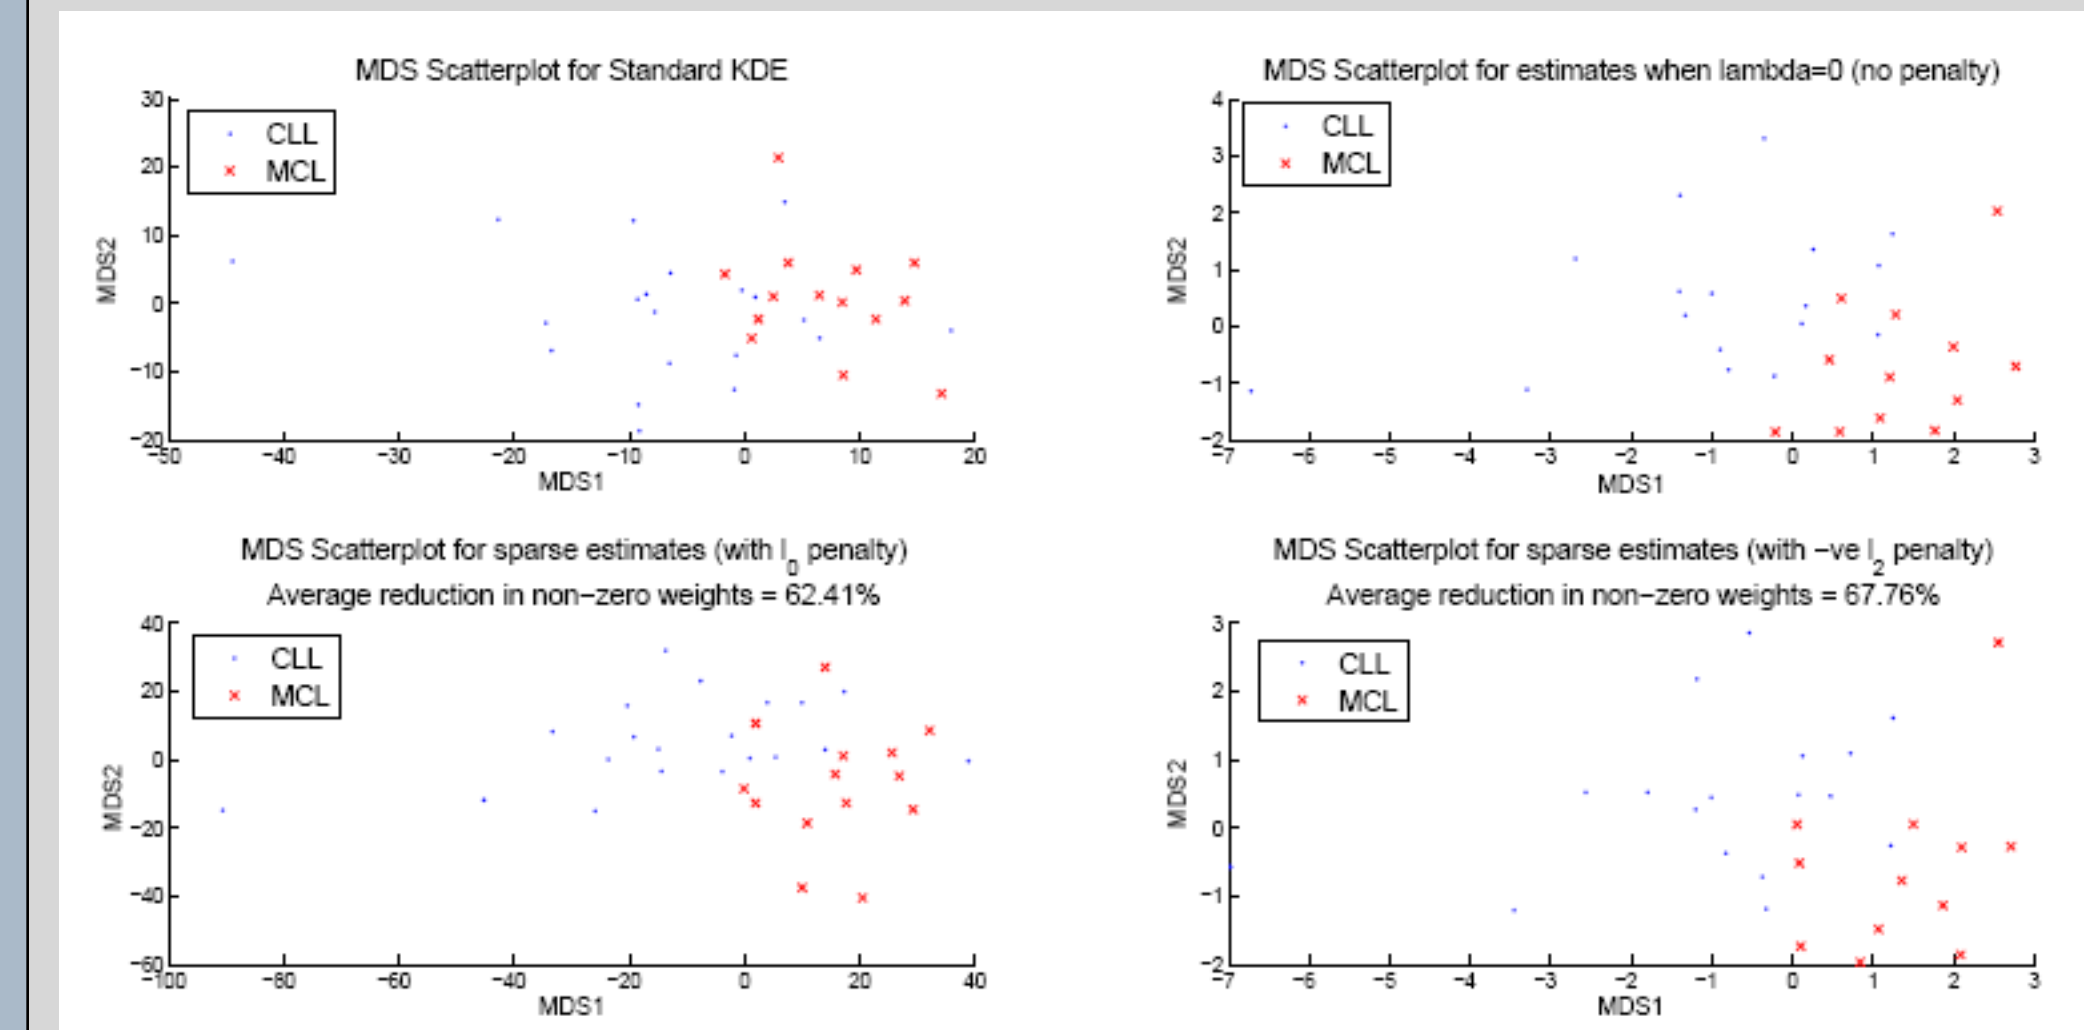 MDS Scatterplot for Standard KDE
30
20
10
0
−10
−20
MDS2
CLL
MCL
−50 −40 −30 −20 −10 0 10 20
MDS1
MDS Scatterplot for estimates when lambda=0 (no penalty)
4
3
2
1
0
−1
−2
MDS2
CLL
MCL
−7 −6 −5 −4 −3 −2 −1 0 1 2 3
MDS1
MDS Scatterplot for sparse estimates (with l0 penalty)
Average reduction in non−zero weights = 62.41%
40
20
0
−20
−40
−60
MDS2
CLL
MCL
−100 −80 −60 −40 −20 0 20 40
MDS1
MDS Scatterplot for sparse estimates (with −ve l2 penalty)
Average reduction in non−zero weights = 67.76%
3
2
1
0
−1
−2
MDS2
CLL
MCL
−7 −6 −5 −4 −3 −2 −1 0 1 2 3
MDS1